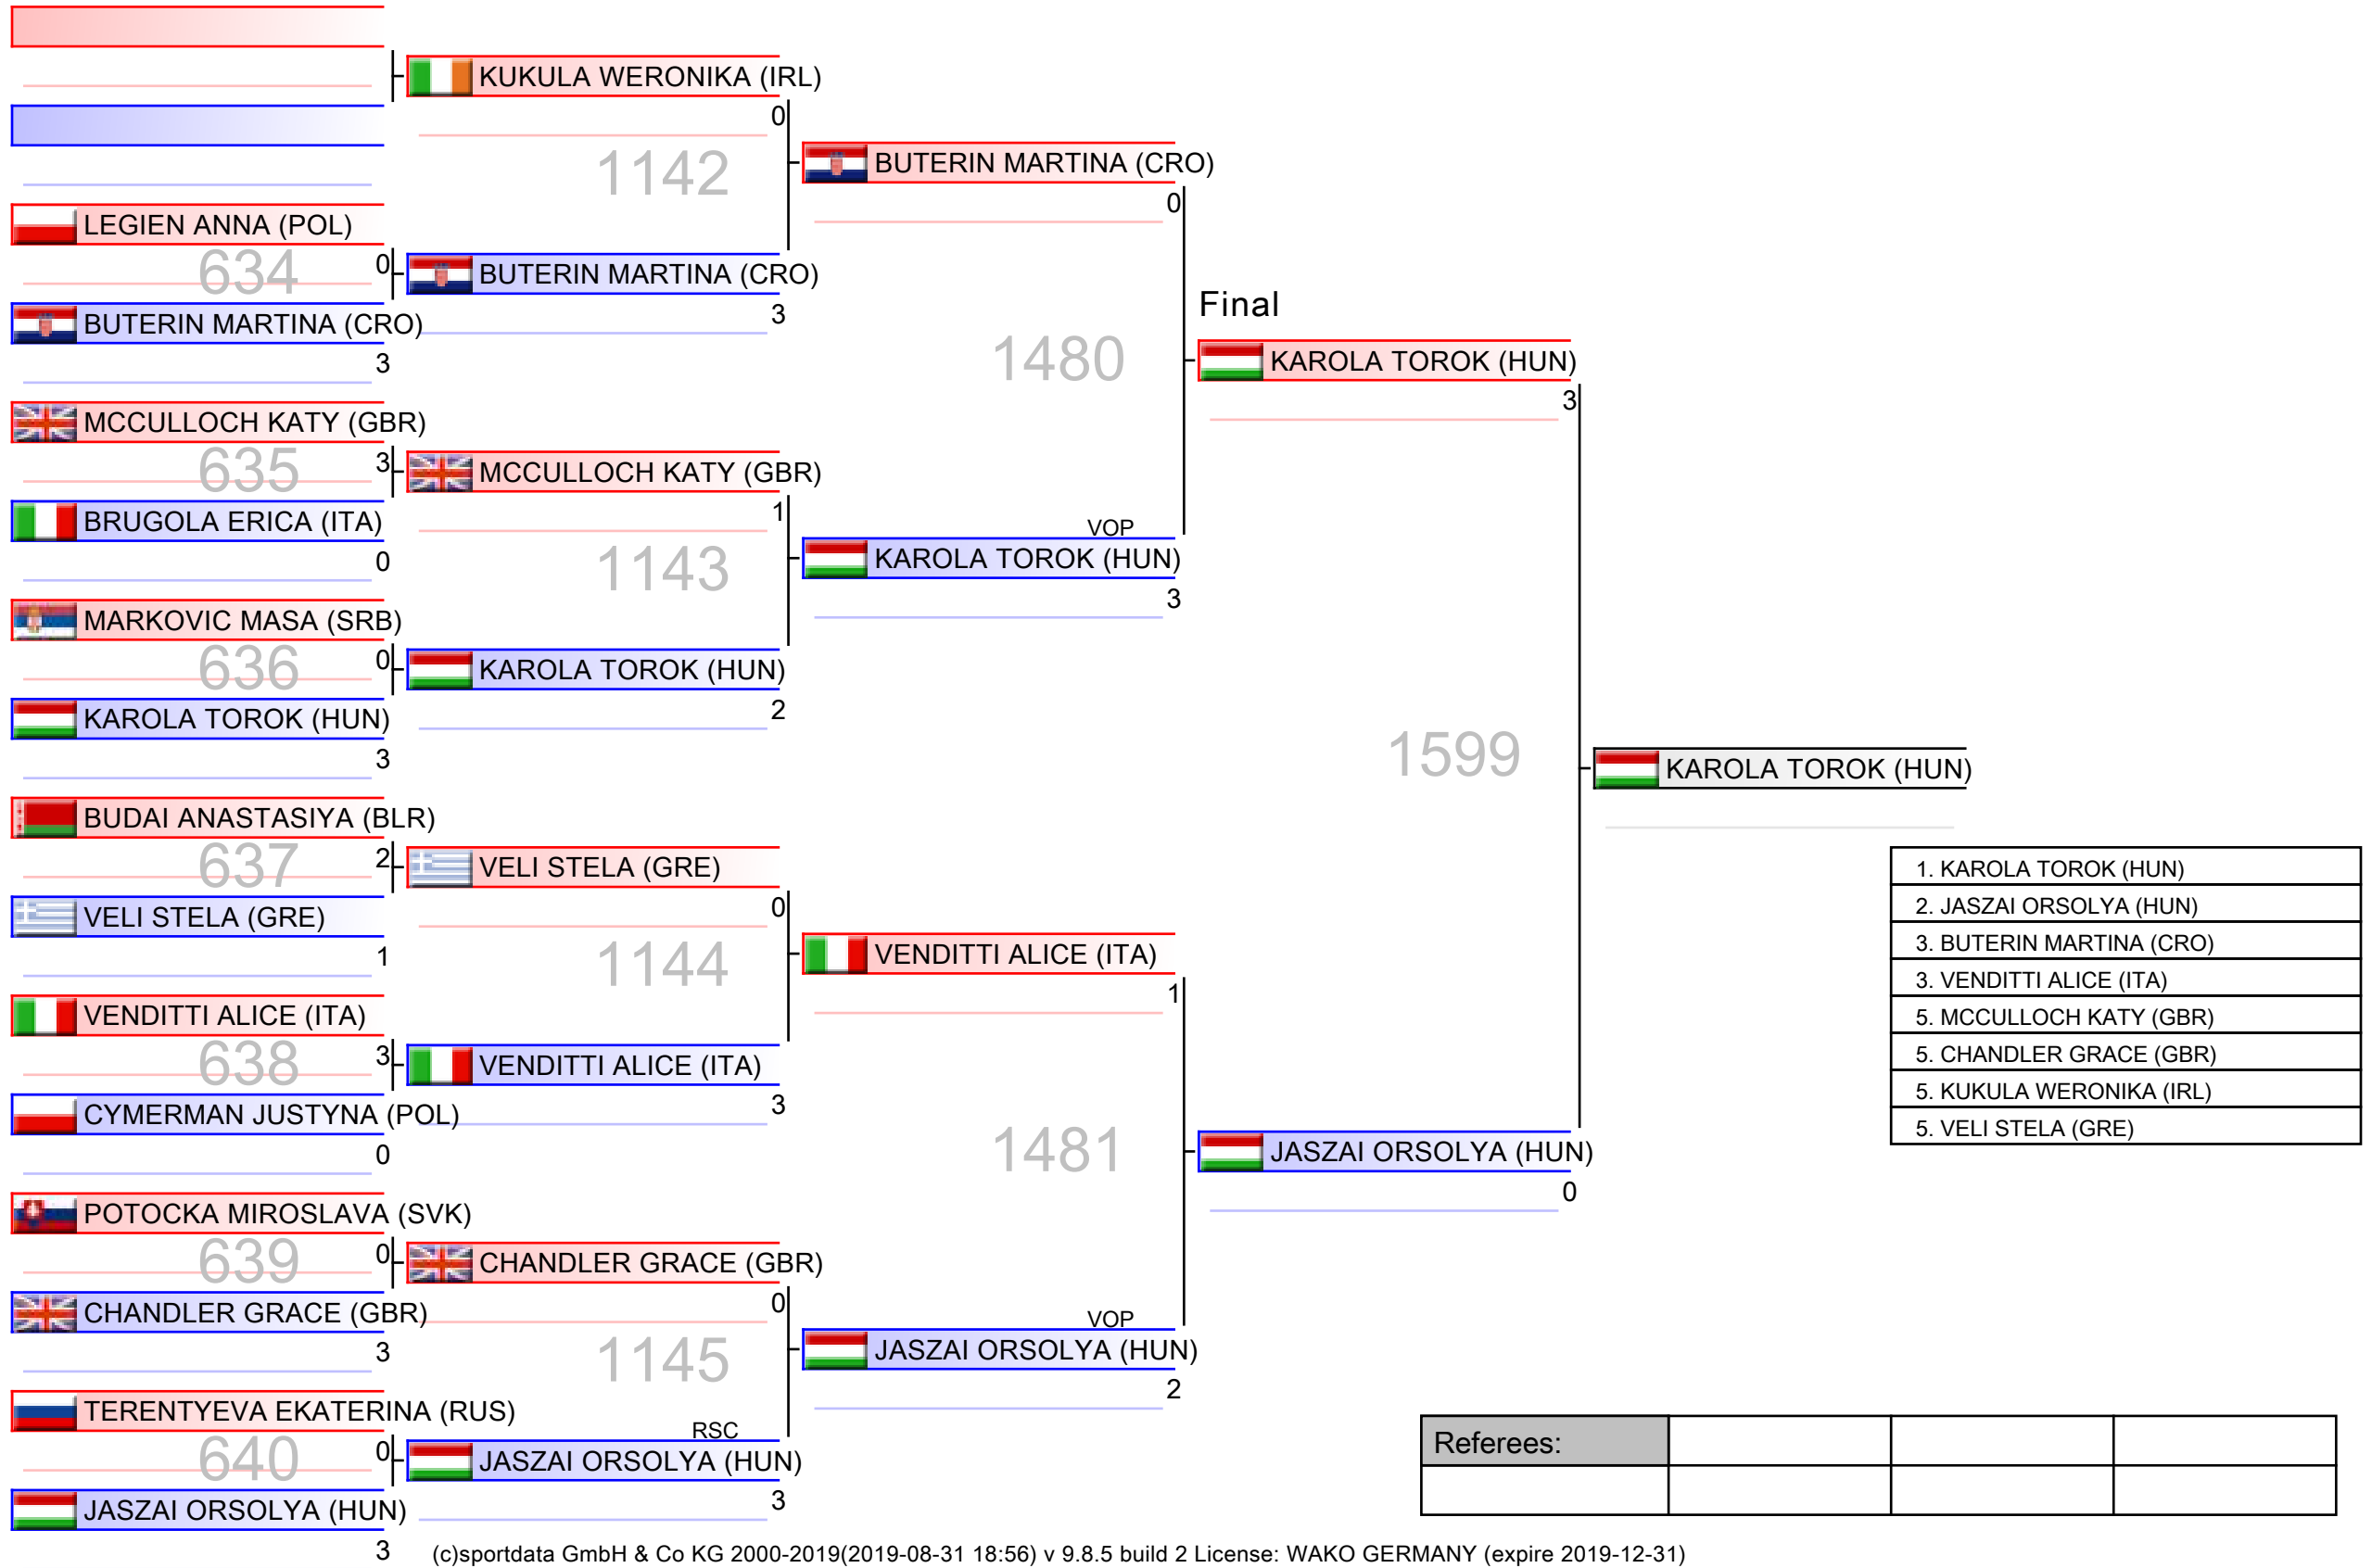 KUKULA WERONIKA (IRL)
0
1142
BUTERIN MARTINA (CRO)
0
LEGIEN ANNA (POL)
634
0
BUTERIN MARTINA (CRO)
3
BUTERIN MARTINA (CRO)
3
1480
Final
KAROLA TOROK (HUN)
3
MCCULLOCH KATY (GBR)
635
3
MCCULLOCH KATY (GBR)
1
BRUGOLA ERICA (ITA)
0
1143
VOP
KAROLA TOROK (HUN)
3
MARKOVIC MASA (SRB)
636
0
KAROLA TOROK (HUN)
2
KAROLA TOROK (HUN)
3
1599
KAROLA TOROK (HUN)
BUDAI ANASTASIYA (BLR)
637
2
VELI STELA (GRE)
0
VELI STELA (GRE)
1
1144
VENDITTI ALICE (ITA)
1
VENDITTI ALICE (ITA)
638
3
VENDITTI ALICE (ITA)
3
CYMERMAN JUSTYNA (POL)
0
1481
JASZAI ORSOLYA (HUN)
0
POTOCKA MIROSLAVA (SVK)
639
0
CHANDLER GRACE (GBR)
0
CHANDLER GRACE (GBR)
3
1145
VOP
JASZAI ORSOLYA (HUN)
2
TERENTYEVA EKATERINA (RUS)
640
0
RSC
JASZAI ORSOLYA (HUN)
3
JASZAI ORSOLYA (HUN)
3
1. KAROLA TOROK (HUN)
2. JASZAI ORSOLYA (HUN)
3. BUTERIN MARTINA (CRO)
3. VENDITTI ALICE (ITA)
5. MCCULLOCH KATY (GBR)
5. CHANDLER GRACE (GBR)
5. KUKULA WERONIKA (IRL)
5. VELI STELA (GRE)
Referees:
(c)sportdata GmbH & Co KG 2000-2019(2019-08-31 18:56) v 9.8.5 build 2 License: WAKO GERMANY (expire 2019-12-31)